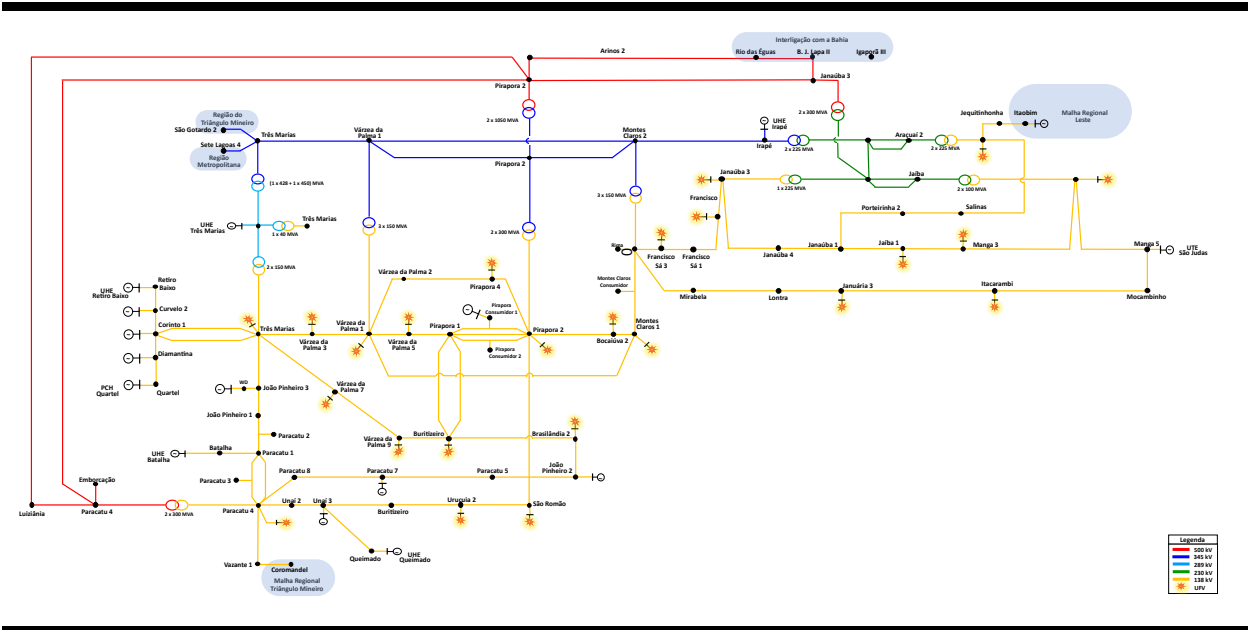 Interligação com a Bahia
Arinos 2
Rio das Éguas
B. J. Lapa II
Igaporã III
Pirapora 2
Janaúba 3
2 x 1050 MVA
2 x 300 MVA
Região do
Triângulo Mineiro
São Gotardo 2
Três Marias
Sete Lagoas 4
Região
Metropolitana
Várzea da
Palma 1
Montes
Claros 2
Pirapora 2
UHE
Irapé
Irapé
2 x 225 MVA
Araçuaí 2
2 x 225 MVA
Jequitinhonha
Itaobim
Malha Regional
Leste
(1 x 428 + 1 x 450) MVA
3 x 150 MVA
Janaúba 3
1 x 225 MVA
Jaíba
2 x 100 MVA
Francisco
UHE
Três Marias
Três Marias
1 x 40 MVA
3 x 150 MVA
2 x 300 MVA
Porteirinha 2
Salinas
2 x 150 MVA
Francisco
Sá 3
Francisco
Sá 1
Janaúba 4
Janaúba 1
Jaíba 1
Manga 3
Manga 5
UTE
São Judas
Várzea da Palma 2
Pirapora 4
Montes Claros
Consumidor
Mirabela
Lontra
Januária 3
Itacarambi
Mocambinho
UHE
Retiro Baixo
Retiro
Baixo
Curvelo 2
Corinto 1
Diamantina
PCH
Quartel
Quartel
Três Marias
Várzea da
Palma 3
Várzea da
Palma 1
Várzea da
Palma 5
Pirapora 1
Pirapora
Consumidor 1
Pirapora
Consumidor 2
Pirapora 2
Bocaiúva 2
Montes
Claros 1
WD
João Pinheiro 3
Várzea da
Palma 7
João Pinheiro 1
Paracatu 2
UHE
Batalha
Batalha
Paracatu 1
Várzea da
Palma 9
Buritizeiro
Brasilândia 2
João
Pinheiro 2
Paracatu 3
Paracatu 8
Paracatu 7
Paracatu 5
Emborcação
Luiziânia
Paracatu 4
2 x 300 MVA
Paracatu 4
Unaí 2
Unaí 3
Buritizeiro
Urucuia 2
São Romão
Queimado
UHE
Queimado
Vazante 1
Coromandel
Malha Regional
Triângulo Mineiro
Legenda
500 kV
345 kV
289 kV
230 kV
138 kV
UFV